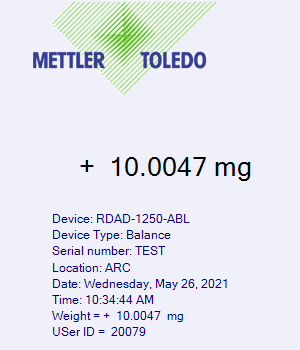 METTLER TOLEDO
+ 10.0047 mg
Device: RDAD-1250-ABL
Device Type: Balance
Serial number: TEST
Location: ARC
Date: Wednesday, May 26, 2021
Time: 10:34:44 AM
Weight = + 10.0047 mg
USer ID = 20079